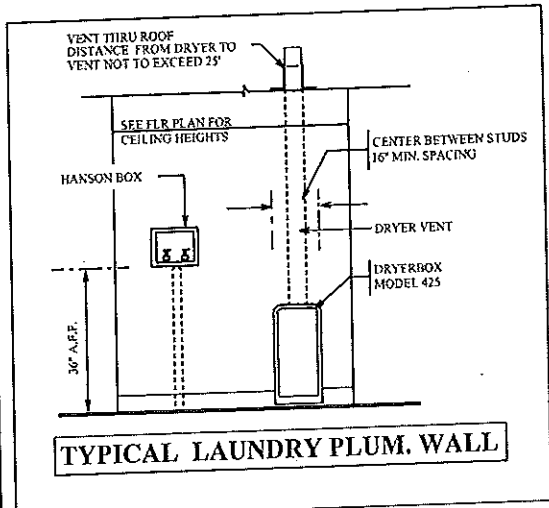 VENT THRU ROOF
DISTANCE FROM DRYER TO
VENT NOT TO EXCEED 25'
SEE FLR PLAN FOR
CEILING HEIGHTS
CENTER BETWEEN STUDS
16" MIN. SPACING
HANSON BOX
DRYER VENT
DRYERBOX
MODEL 425
36" A.F.F.
TYPICAL LAUNDRY PLUM. WALL